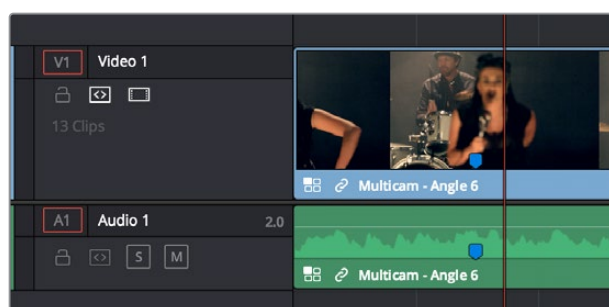 V1 Video 1
13 Clips
Multicam - Angle 6
A1 Audio 1 2.0
S M
Multicam - Angle 6